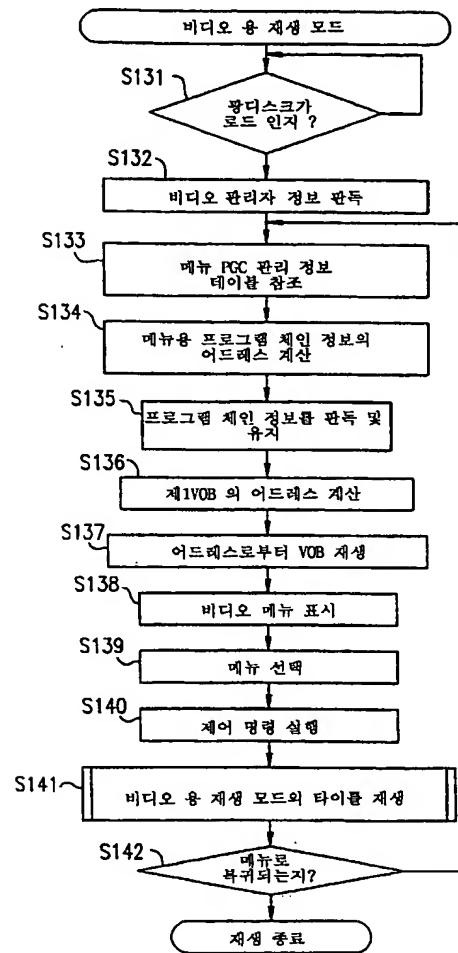 비디오 용 재생 모드
S131
광디스크가
로드 인지 ?
S132
비디오 관리자 정보 판독
S133
메뉴 PGC 관리 정보
테이블 참조
S134
메뉴용 프로그램 체인 정보의
어드레스 계산
S135
프로그램 체인 정보를 판독 및
유지
S136
제1VOB 의 어드레스 계산
S137
어드레스로부터 VOB 재생
S138
비디오 메뉴 표시
S139
메뉴 선택
S140
제어 명령 실행
S141
비디오 용 재생 모드의 타이틀 재생
S142
메뉴로
복귀되는지?
재생 종료